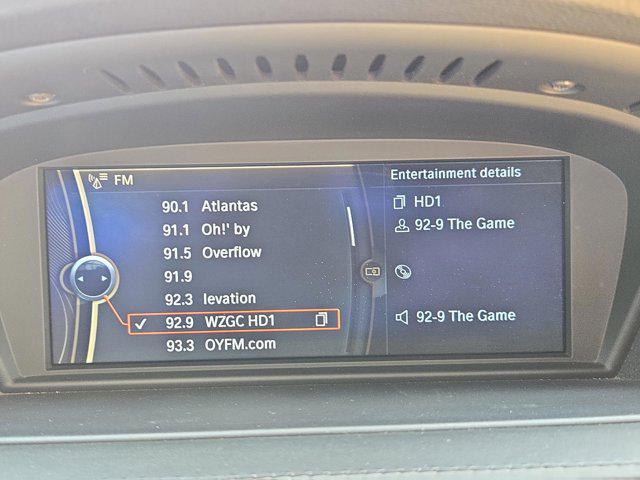 FM
90.1 Atlantas
91.1 Oh!' by
91.5 Overflow
91.9
92.3 levation
92.9 WZGC HD1
93.3 OYFM.com
Entertainment details
HD1
92-9 The Game
92-9 The Game